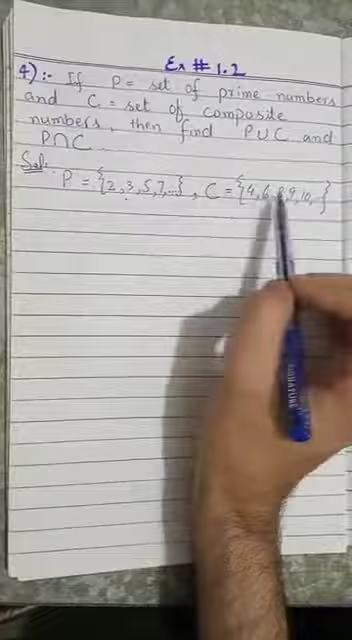 Ex # 1.2
4):- If P = set of prime numbers
and C = set of composite
numbers, then find P∪C and
P∩C.
Sol:-
P = {2,3,5,7,...}, C = {4,6,8,9,10,..}
SIGNATURE